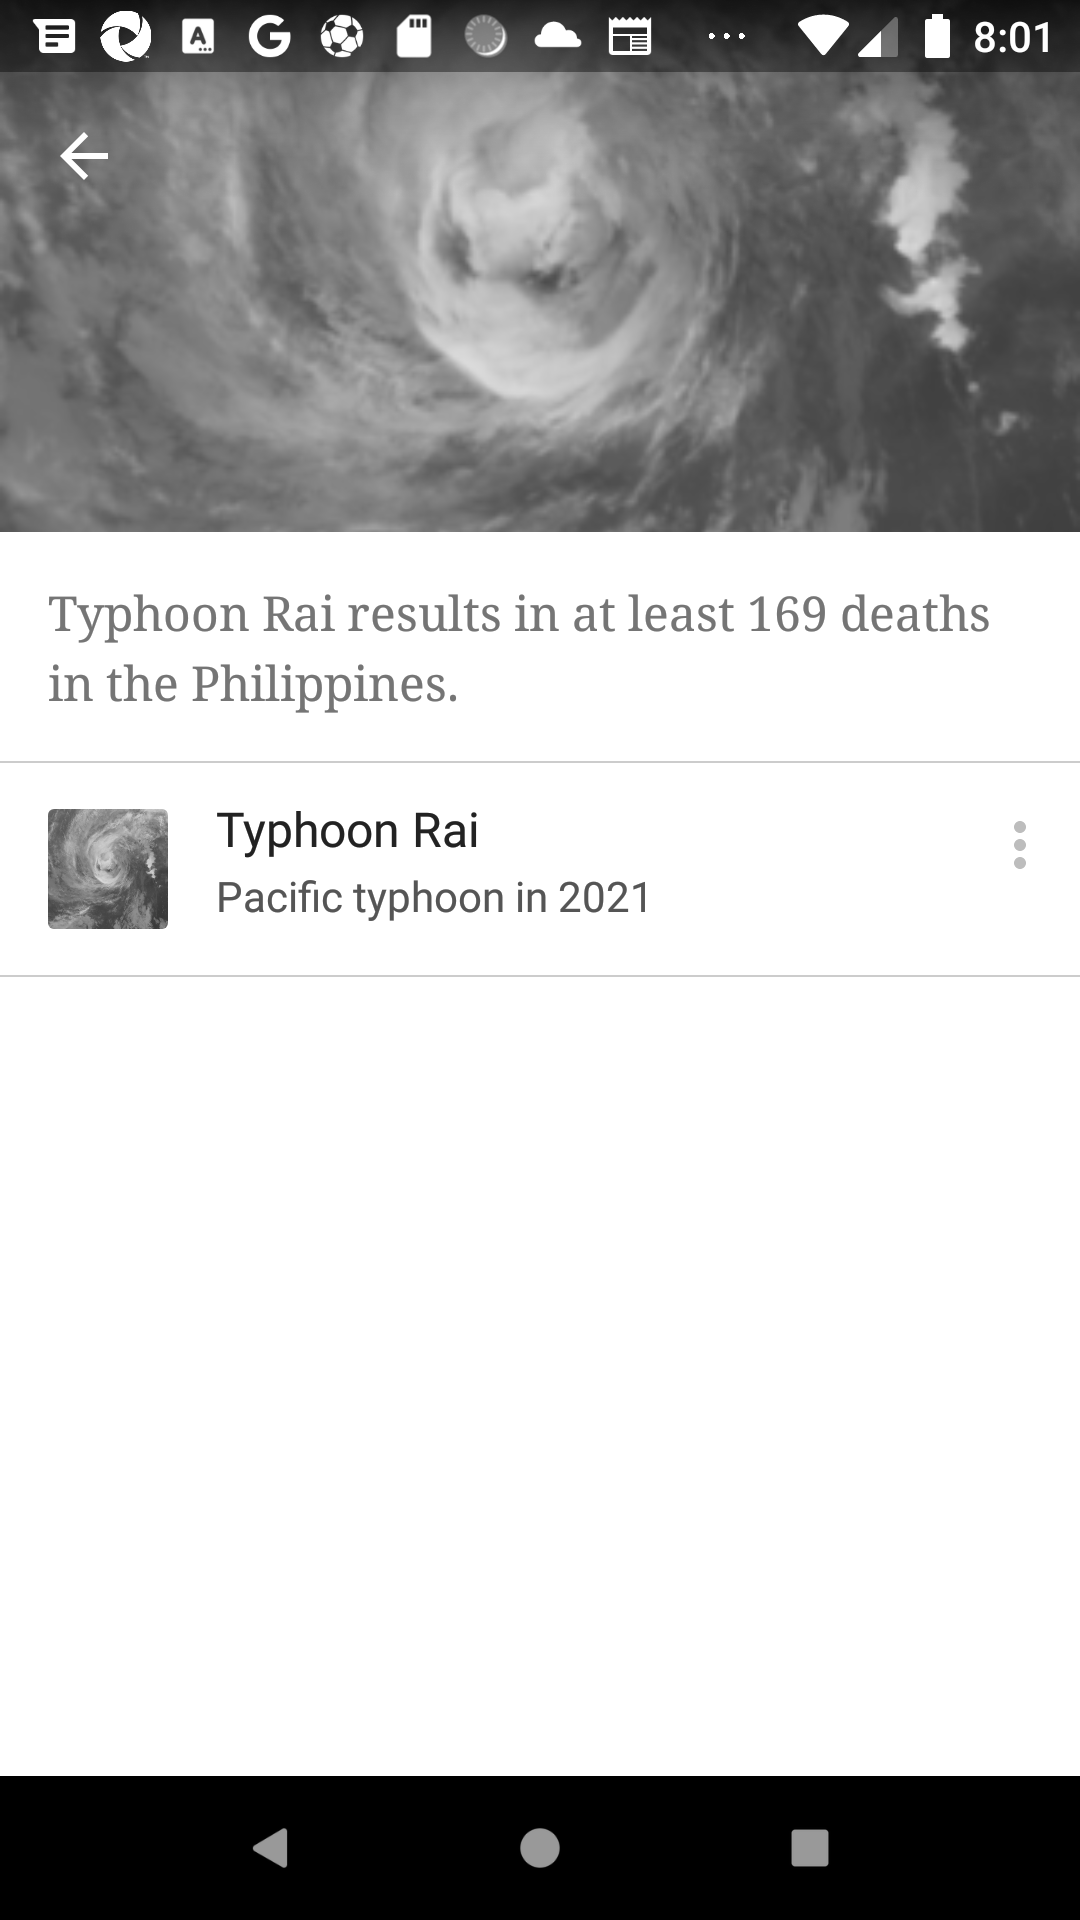 8:01
Typhoon Rai results in at least 169 deaths
in the Philippines.
Typhoon Rai
Pacific typhoon in 2021